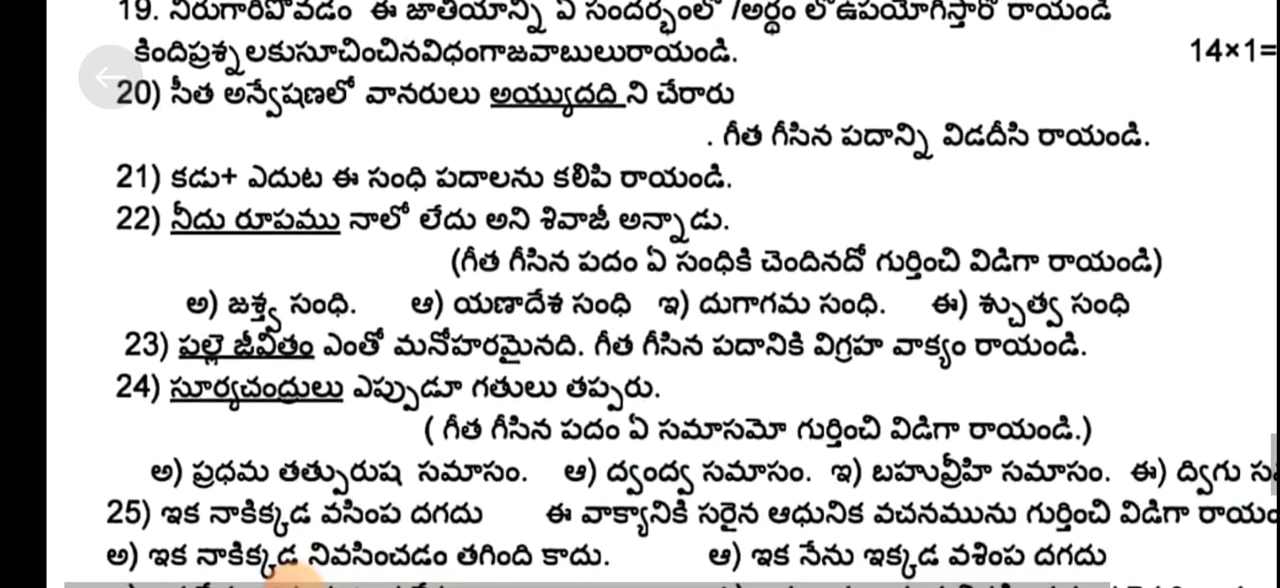 19. నీరుగారిపోవడం ఈ జాతీయాన్ని ఏ సందర్భంలో /అర్థం లో ఉపయోగిస్తారో రాయండి
కిందిప్రశ్నలకుసూచించినవిధంగాజవాబులురాయండి. 14×1=
20) సీత అన్వేషణలో వానరులు అయ్యుదధి ని చేరారు
. గీత గీసిన పదాన్ని విడదీసి రాయండి.
21) కడు+ ఎదుట ఈ సంధి పదాలను కలిపి రాయండి.
22) నీదు రూపము నాలో లేదు అని శివాజీ అన్నాడు.
(గీత గీసిన పదం ఏ సంధికి చెందినదో గుర్తించి విడిగా రాయండి)
అ) జశ్త్వ సంధి. ఆ) యణాదేశ సంధి ఇ) దుగాగమ సంధి. ఈ) శ్చుత్వ సంధి
23) పల్లె జీవితం ఎంతో మనోహరమైనది. గీత గీసిన పదానికి విగ్రహ వాక్యం రాయండి.
24) సూర్యచంద్రులు ఎప్పుడూ గతులు తప్పరు.
( గీత గీసిన పదం ఏ సమాసమో గుర్తించి విడిగా రాయండి.)
అ) ప్రధమ తత్పురుష సమాసం. ఆ) ద్వంద్వ సమాసం. ఇ) బహువ్రీహి సమాసం. ఈ) ద్విగు
25) ఇక నాకిక్కడ వసింప దగదు ఈ వాక్యానికి సరైన ఆధునిక వచనమును గుర్తించి విడిగా
అ) ఇక నాకిక్కడ నివసించడం తగింది కాదు. ఆ) ఇక నేను ఇక్కడ వశింప దగదు